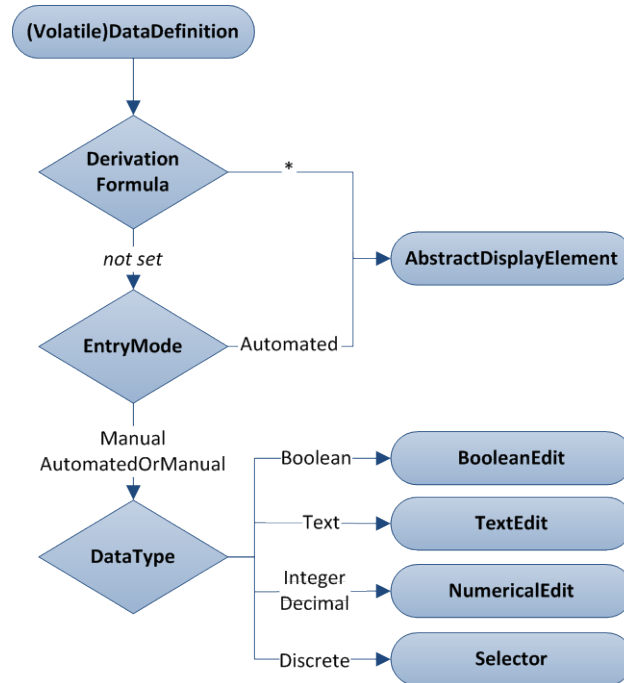 (Volatile)DataDefinition
Derivation
Formula
*
not set
AbstractDisplayElement
EntryMode
Automated
Manual
AutomatedOrManual
DataType
Boolean
BooleanEdit
Text
TextEdit
Integer
Decimal
NumericalEdit
Discrete
Selector